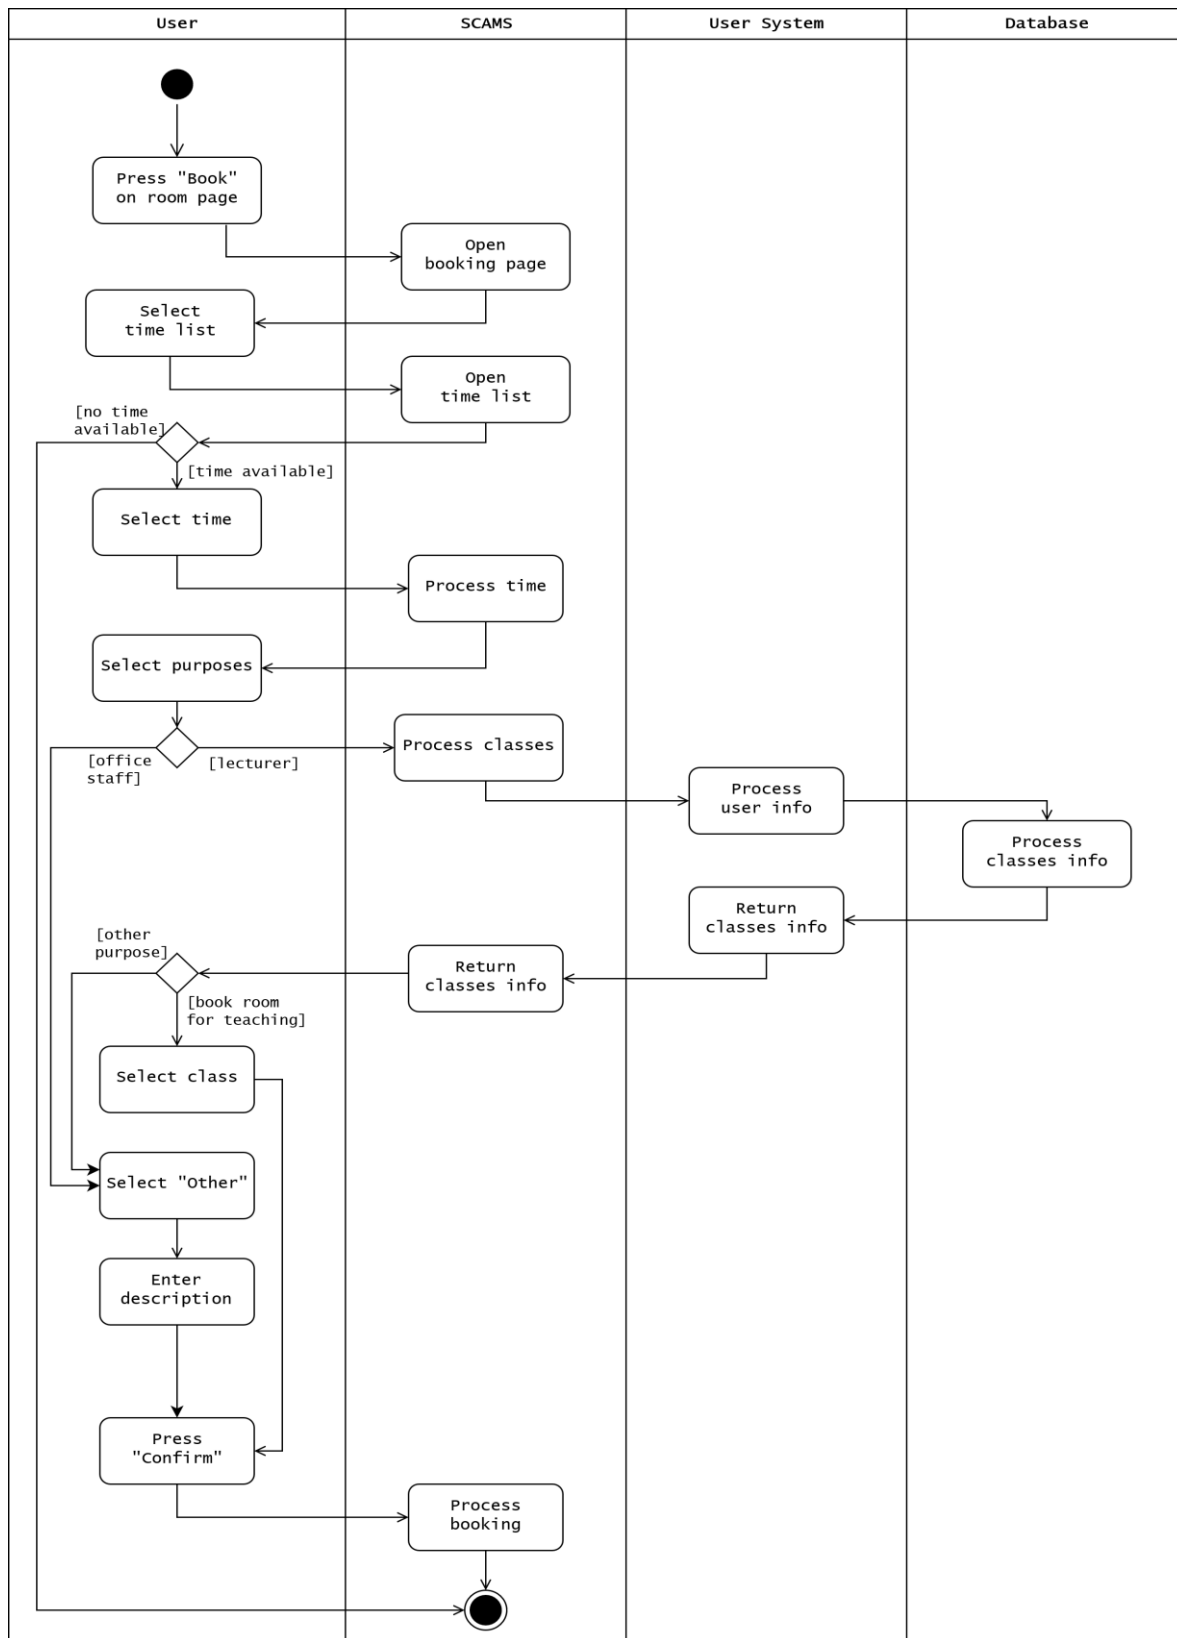 User
SCAMS
User System
Database
Press "Book"
on room page
Open
booking page
Select
time list
Open
time list
[no time
available]
[time available]
Select time
Process time
Select purposes
[office
staff]
[lecturer]
Process classes
Process
user info
Process
classes info
Return
classes info
Return
classes info
[other
purpose]
[book room
for teaching]
Select class
Select "Other"
Enter
description
Press
"Confirm"
Process
booking